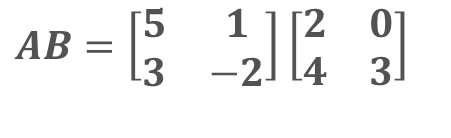 AB = [5 1 3 −2] [2 0 4 3]